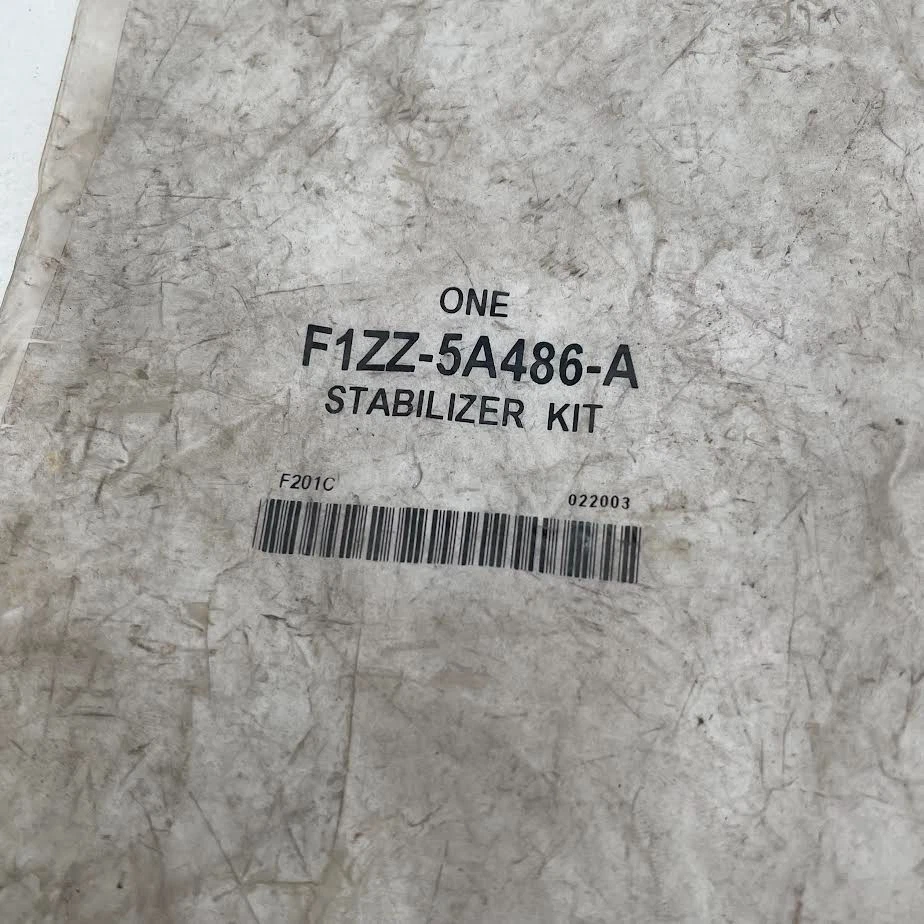 ONE
F1ZZ-5A486-A
STABILIZER KIT
F201C 022003